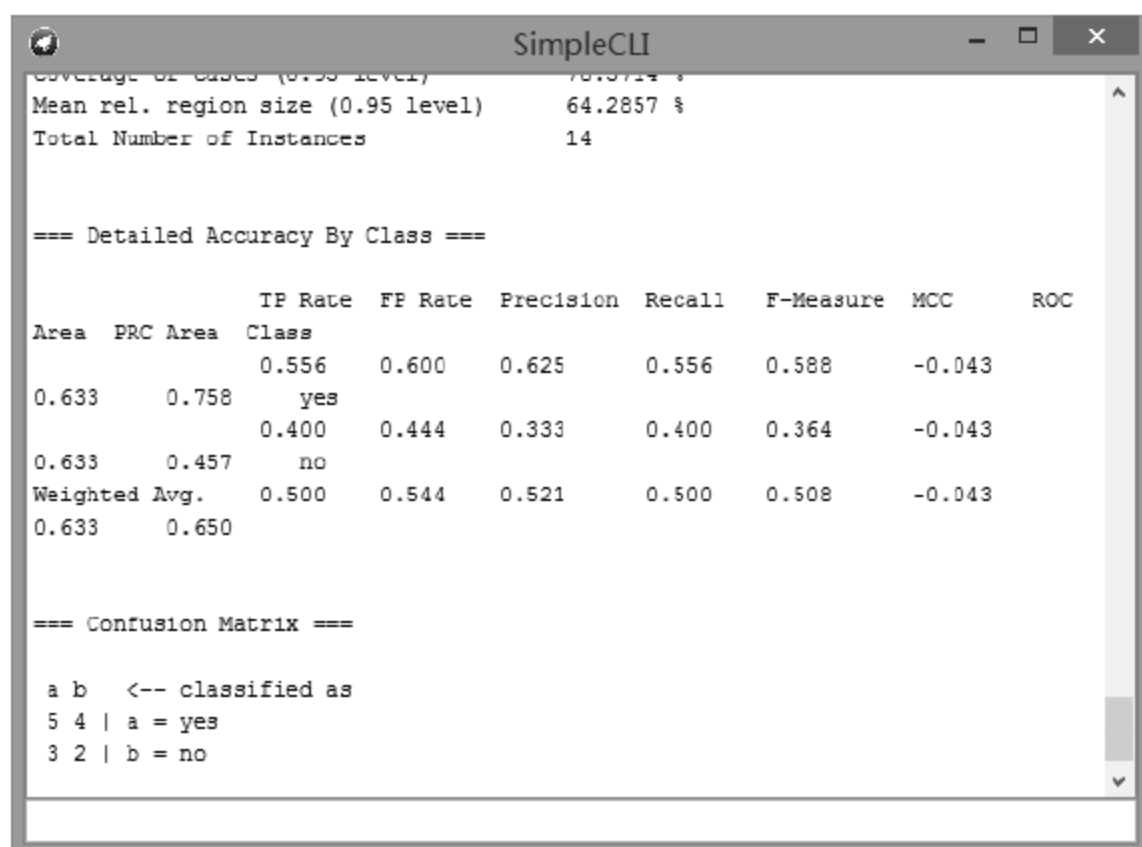 SimpleCLI
Mean rel. region size (0.95 level) 64.2857 %
Total Number of Instances 14
=== Detailed Accuracy By Class ===
TP Rate FP Rate Precision Recall F-Measure MCC ROC
Area PRC Area Class
0.556 0.600 0.625 0.556 0.588 -0.043
0.633 0.758 yes
0.400 0.444 0.333 0.400 0.364 -0.043
0.633 0.457 no
Weighted Avg. 0.500 0.544 0.521 0.500 0.508 -0.043
0.633 0.650
=== Confusion Matrix ===
a b <-- classified as
5 4 | a = yes
3 2 | b = no